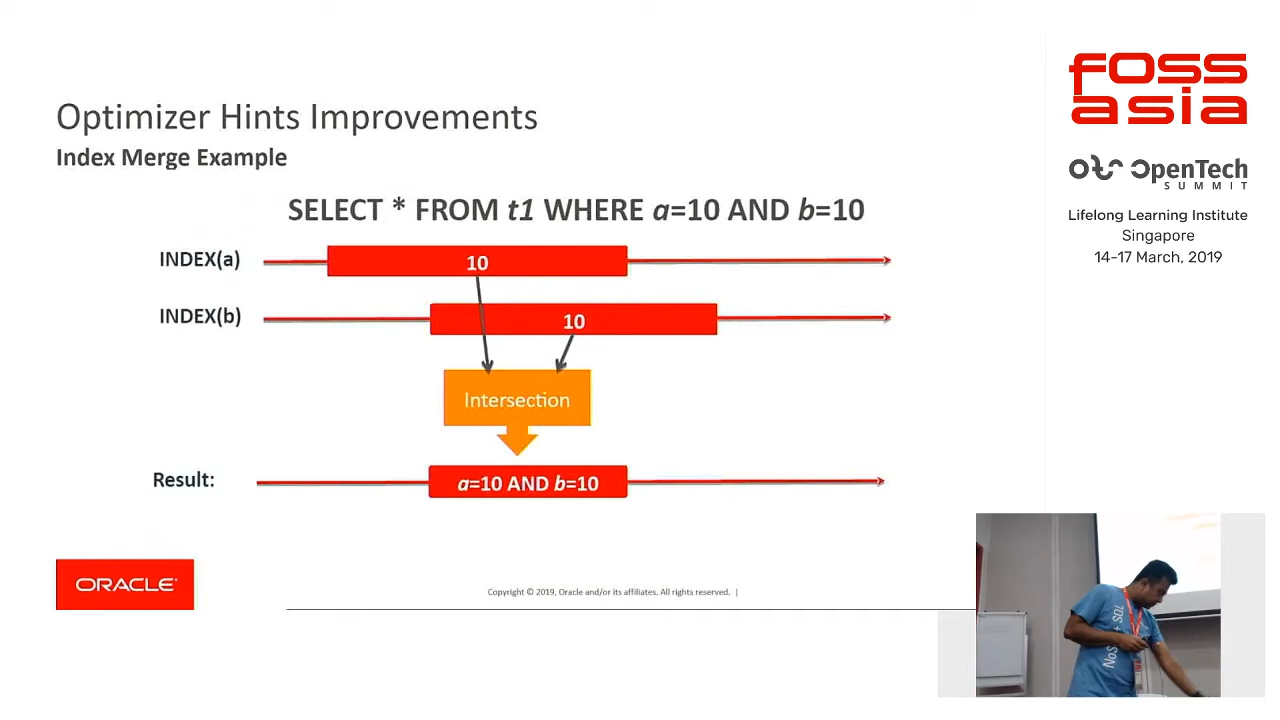 Optimizer Hints Improvements
Index Merge Example
SELECT * FROM t1 WHERE a=10 AND b=10
INDEX(a)
10
INDEX(b)
10
Intersection
Result:
a=10 AND b=10
ORACLE
Copyright © 2019, Oracle and/or its affiliates. All rights reserved. |
FOSS
asia
OpenTech
SUMMIT
Lifelong Learning Institute
Singapore
14-17 March, 2019